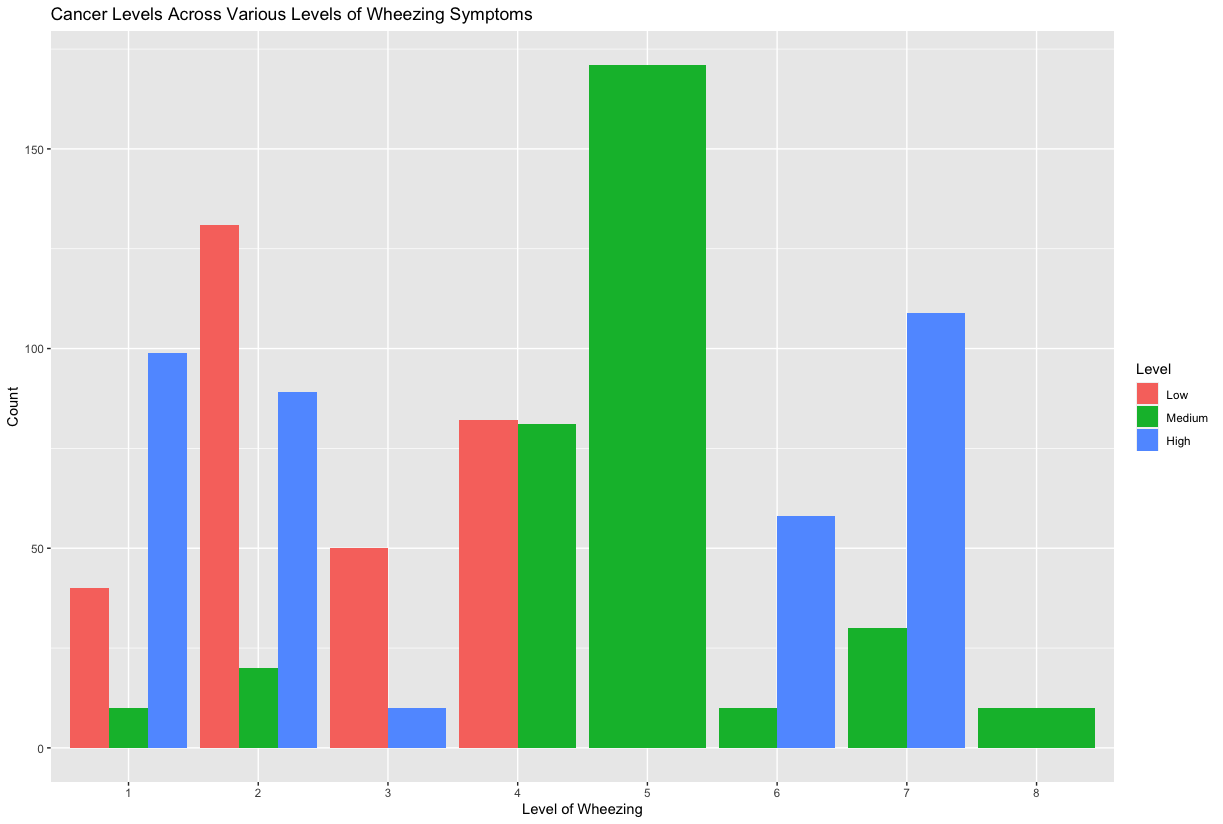 Cancer Levels Across Various Levels of Wheezing Symptoms
150
100
50
0
Count
1 2 3 4 5 6 7 8
Level of Wheezing
Level
Low
Medium
High